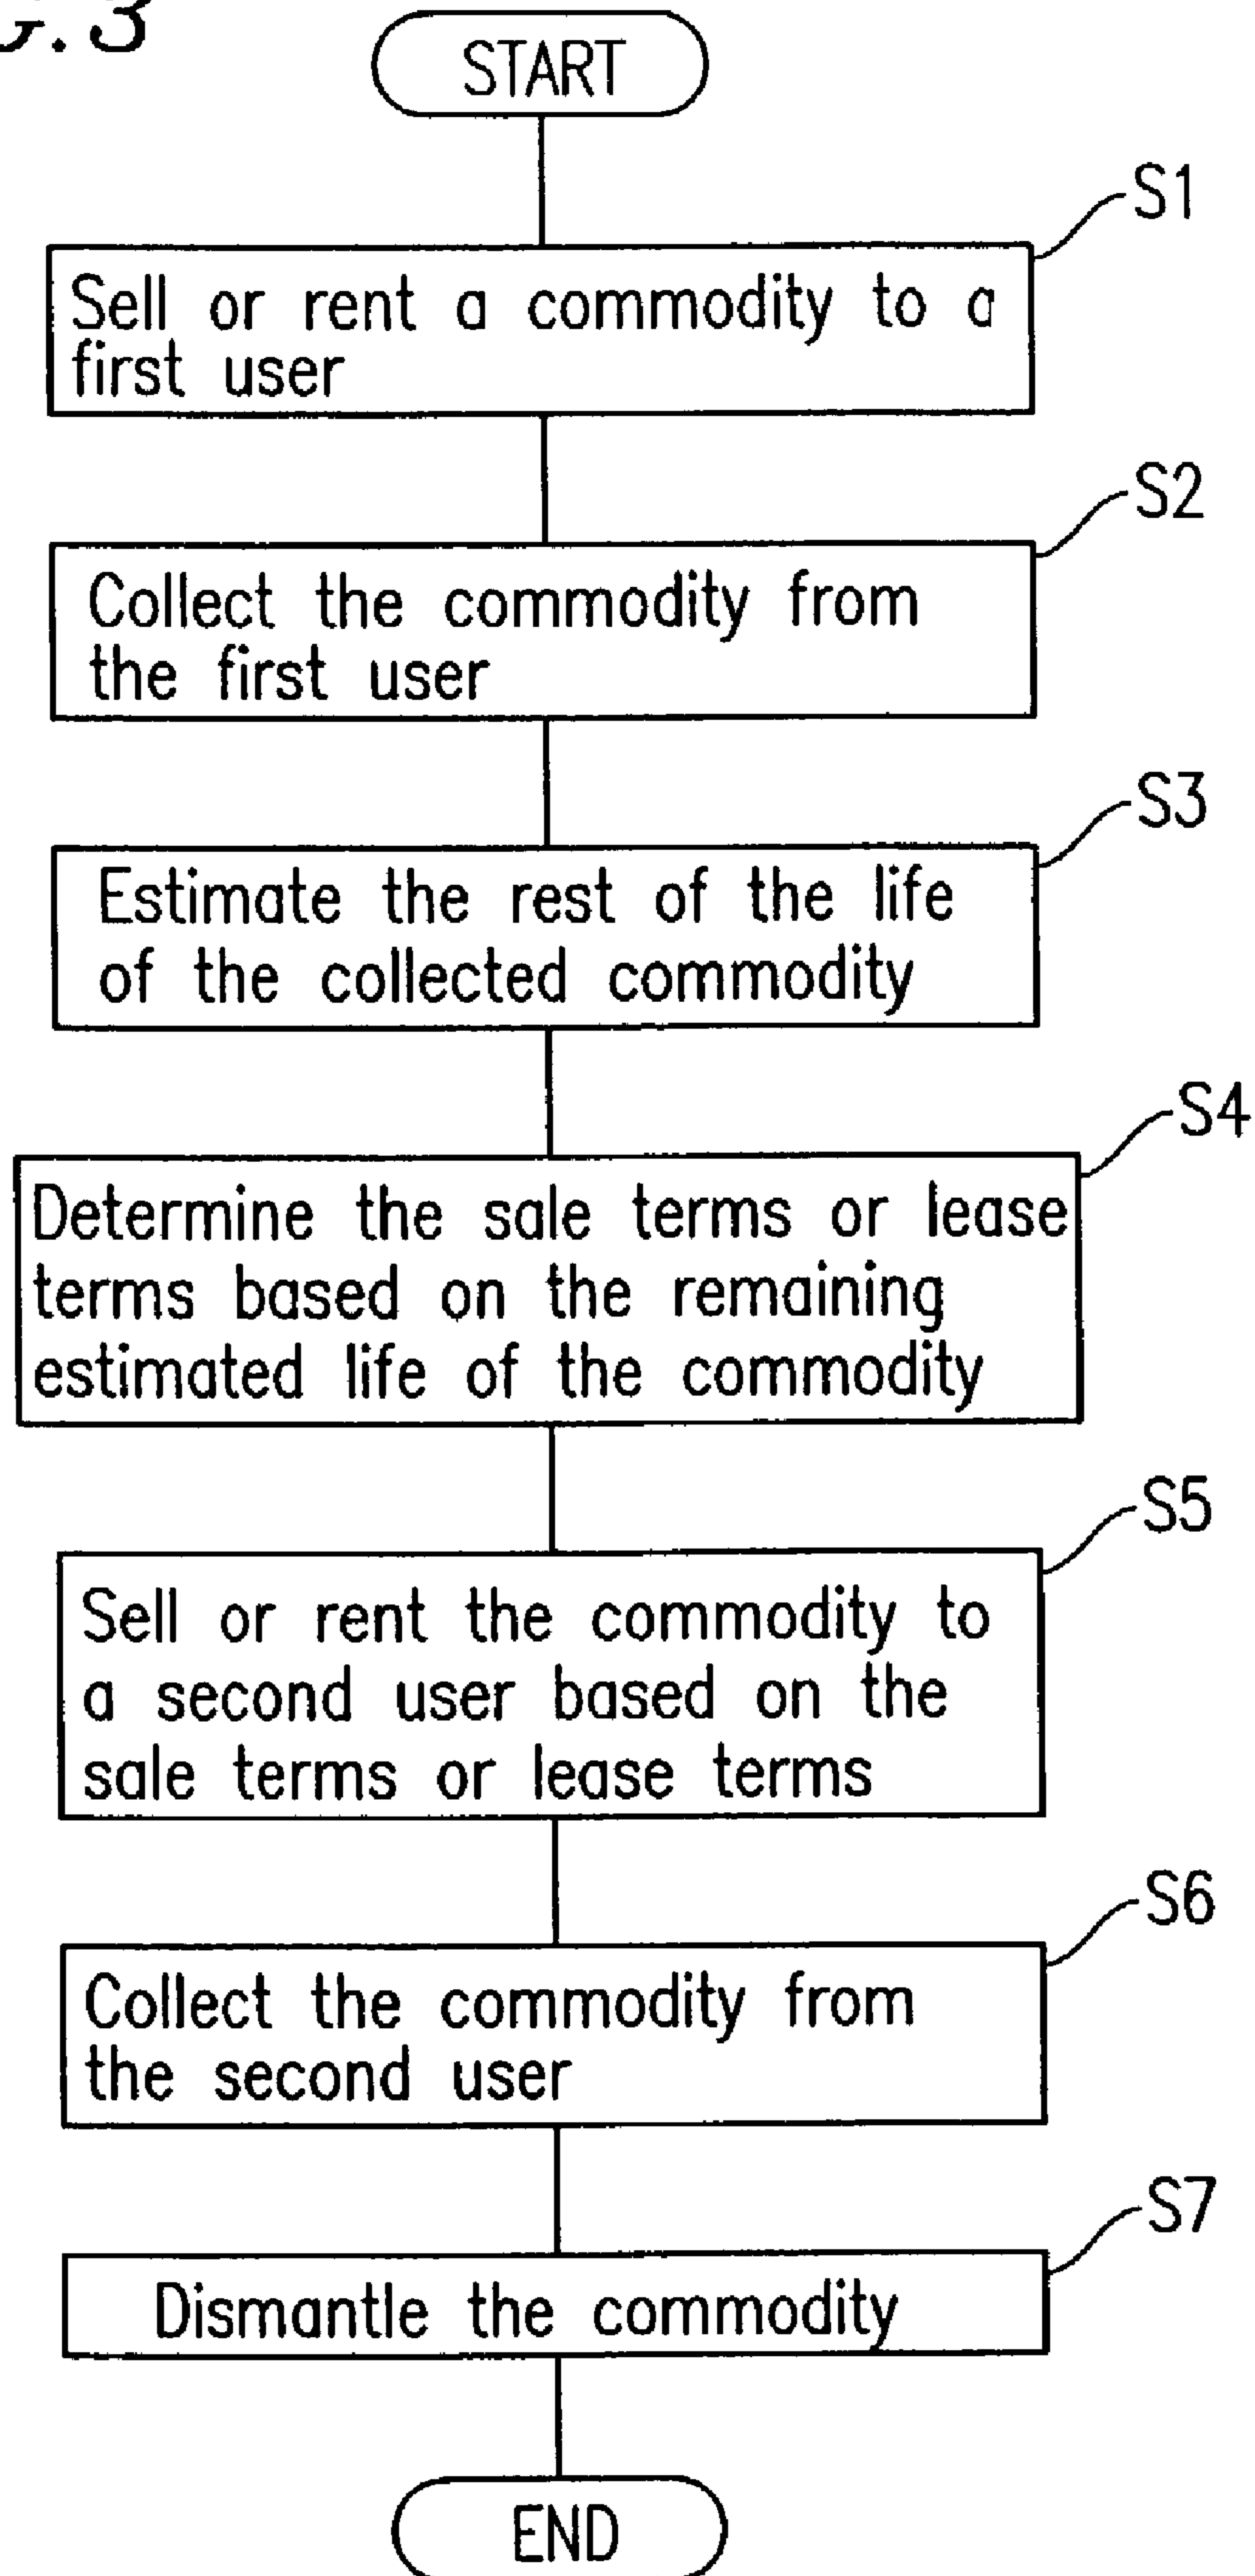 G.3
START
S1
Sell or rent a commodity to a
first user
S2
Collect the commodity from
the first user
S3
Estimate the rest of the life
of the collected commodity
S4
Determine the sale terms or lease
terms based on the remaining
estimated life of the commodity
S5
Sell or rent the commodity to
a second user based on the
sale terms or lease terms
S6
Collect the commodity from
the second user
S7
Dismantle the commodity
END